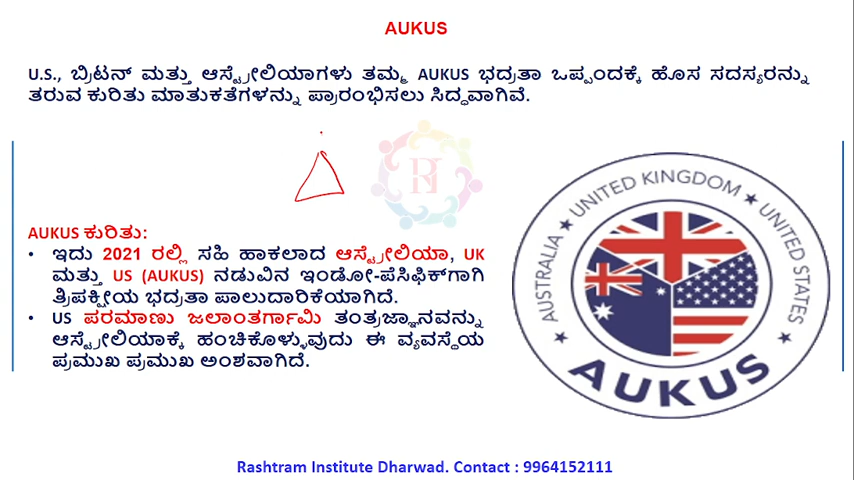 AUKUS
U.S., ಬ್ರಿಟನ್ ಮತ್ತು ಆಸ್ಟ್ರೇಲಿಯಾಗಳು ತಮ್ಮ AUKUS ಭದ್ರತಾ ಒಪ್ಪಂದಕ್ಕೆ ಹೊಸ ಸದಸ್ಯರನ್ನು
ತರುವ ಕುರಿತು ಮಾತುಕತೆಗಳನ್ನು ಪ್ರಾರಂಭಿಸಲು ಸಿದ್ಧವಾಗಿವೆ.
AUKUS ಕುರಿತು:
• ಇದು 2021 ರಲ್ಲಿ ಸಹಿ ಹಾಕಲಾದ ಆಸ್ಟ್ರೇಲಿಯಾ, UK
ಮತ್ತು US (AUKUS) ನಡುವಿನ ಇಂಡೋ-ಪೆಸಿಫಿಕ್‌ಗಾಗಿ
ತ್ರಿಪಕ್ಷೀಯ ಭದ್ರತಾ ಪಾಲುದಾರಿಕೆಯಾಗಿದೆ.
• US ಪರಮಾಣು ಜಲಾಂತರ್ಗಾಮಿ ತಂತ್ರಜ್ಞಾನವನ್ನು
ಆಸ್ಟ್ರೇಲಿಯಾಕ್ಕೆ ಹಂಚಿಕೊಳ್ಳುವುದು ಈ ವ್ಯವಸ್ಥೆಯ
ಪ್ರಮುಖ ಪ್ರಮುಖ ಅಂಶವಾಗಿದೆ.
AUSTRALIA ★ UNITED KINGDOM ★ UNITED STATES
★ AUKUS ★
Rashtram Institute Dharwad. Contact : 9964152111